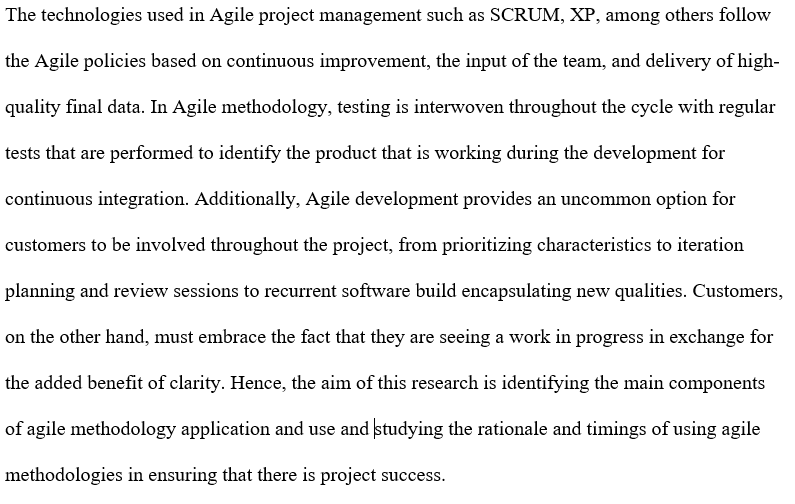 The technologies used in Agile project management such as SCRUM, XP, among others follow
the Agile policies based on continuous improvement, the input of the team, and delivery of high-
quality final data. In Agile methodology, testing is interwoven throughout the cycle with regular
tests that are performed to identify the product that is working during the development for
continuous integration. Additionally, Agile development provides an uncommon option for
customers to be involved throughout the project, from prioritizing characteristics to iteration
planning and review sessions to recurrent software build encapsulating new qualities. Customers,
on the other hand, must embrace the fact that they are seeing a work in progress in exchange for
the added benefit of clarity. Hence, the aim of this research is identifying the main components
of agile methodology application and use and studying the rationale and timings of using agile
methodologies in ensuring that there is project success.